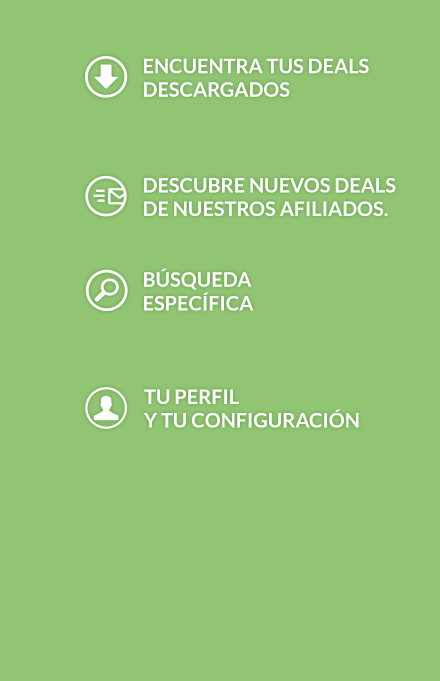 ENCUENTRA TUS DEALS
DESCARGADOS
DESCUBRE NUEVOS DEALS
DE NUESTROS AFILIADOS.
BÚSQUEDA
ESPECÍFICA
TU PERFIL
Y TU CONFIGURACIÓN